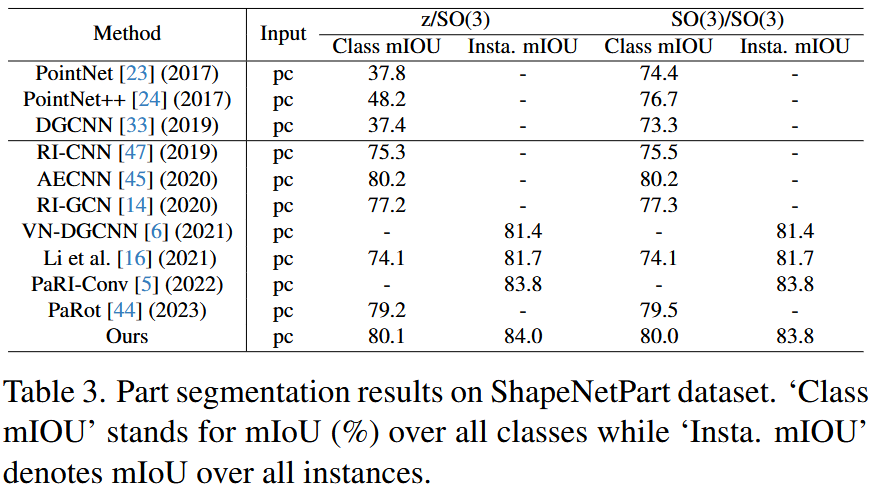 Method Input z/SO(3) SO(3)/SO(3)
Class mIOU Insta. mIOU Class mIOU Insta. mIOU
PointNet [23] (2017) pc 37.8 - 74.4 -
PointNet++ [24] (2017) pc 48.2 - 76.7 -
DGCNN [33] (2019) pc 37.4 - 73.3 -
RI-CNN [47] (2019) pc 75.3 - 75.5 -
AECNN [45] (2020) pc 80.2 - 80.2 -
RI-GCN [14] (2020) pc 77.2 - 77.3 -
VN-DGCNN [6] (2021) pc - 81.4 - 81.4
Li et al. [16] (2021) pc 74.1 81.7 74.1 81.7
PaRI-Conv [5] (2022) pc - 83.8 - 83.8
PaRot [44] (2023) pc 79.2 - 79.5 -
Ours pc 80.1 84.0 80.0 83.8
Table 3. Part segmentation results on ShapeNetPart dataset. ‘Class
mIOU’ stands for mIoU (%) over all classes while ‘Insta. mIOU’
denotes mIoU over all instances.